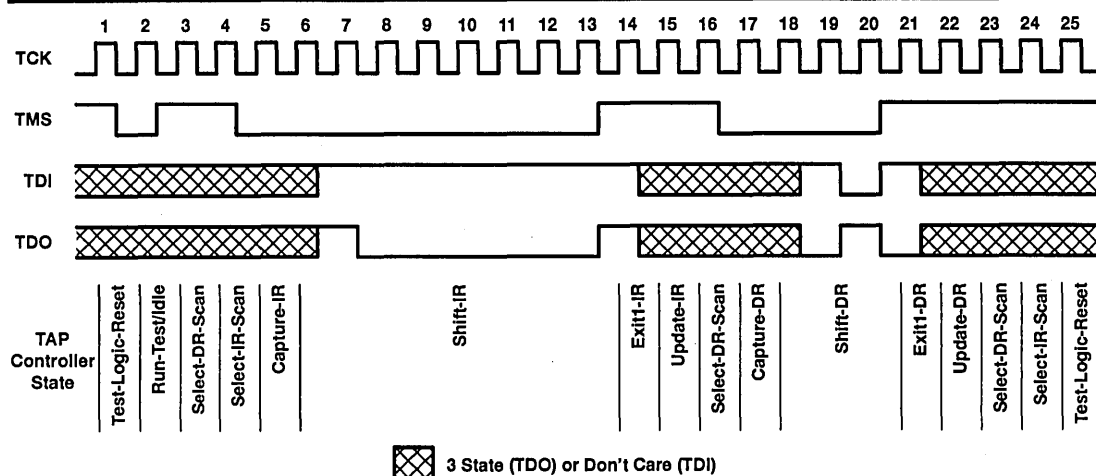 1 2 3 4 5 6 7 8 9 10 11 12 13 14 15 16 17 18 19 20 21 22 23 24 25
TCK
TMS
TDI
TDO
TAP
Controller
State
Test-Logic-Reset
Run-Test/Idle
Select-DR-Scan
Select-IR-Scan
Capture-IR
Shift-IR
Exit1-IR
Update-IR
Select-DR-Scan
Capture-DR
Shift-DR
Exit1-DR
Update-DR
Select-DR-Scan
Select-IR-Scan
Test-Logic-Reset
3 State (TDO) or Don't Care (TDI)